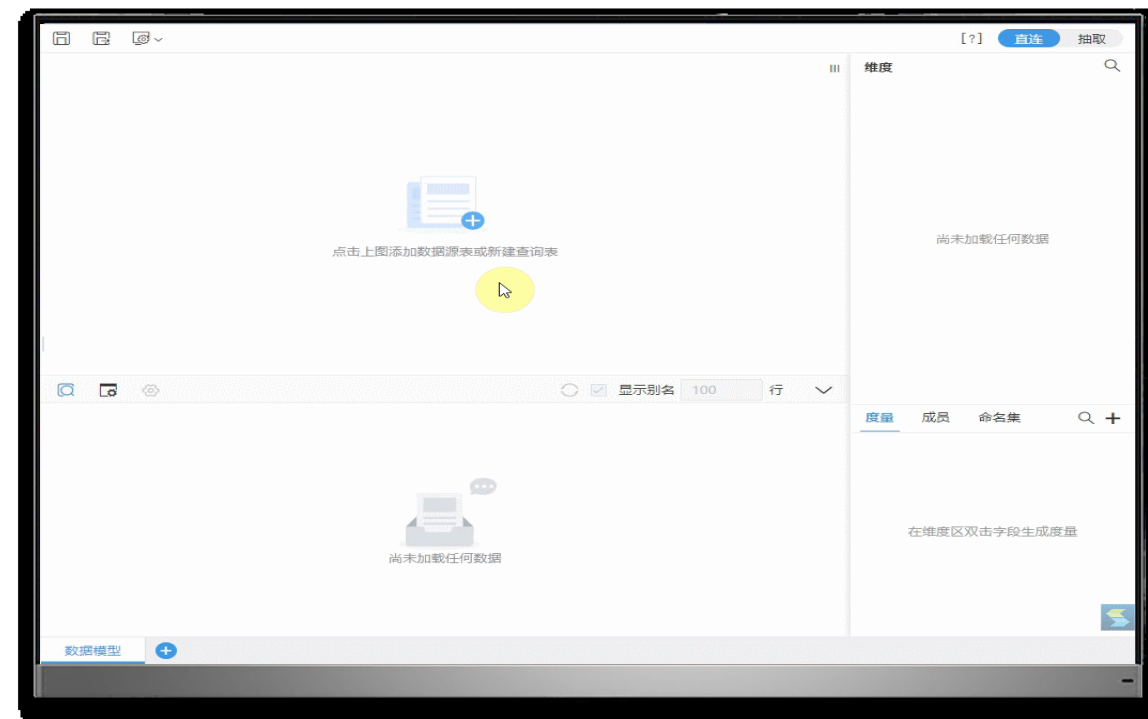 [?] 直连 抽取
维度
点击上图添加数据源表或新建查询表
尚未加载任何数据
显示别名 100 行
度量 成员 命名集
尚未加载任何数据
在维度区双击字段生成度量
数据模型